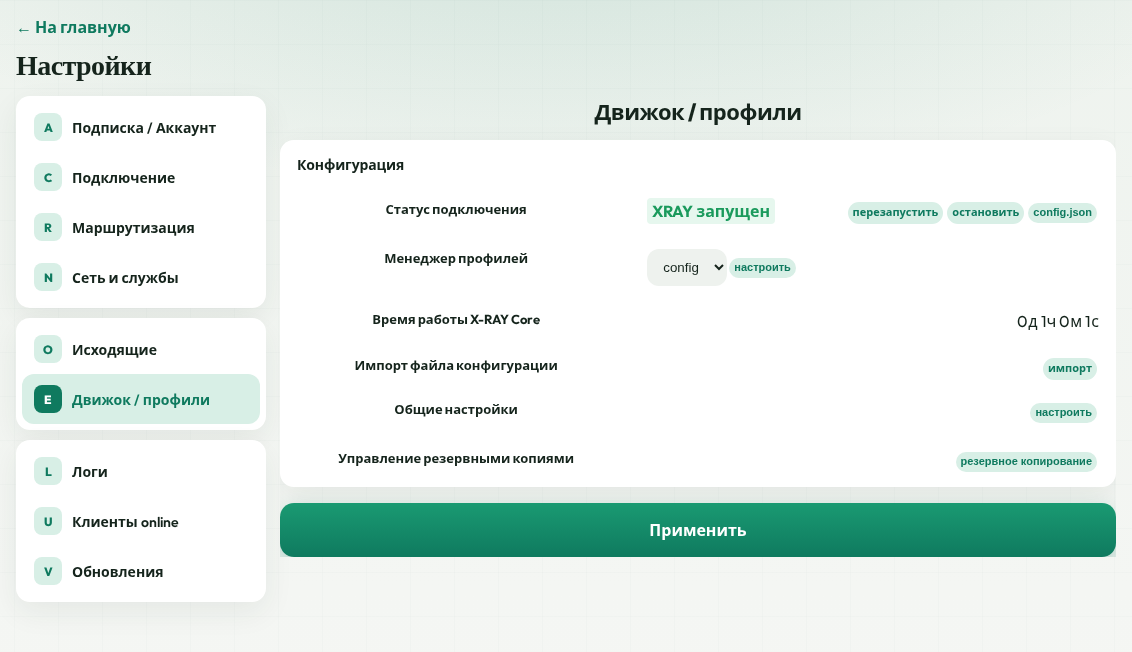 ← На главную
Настройки
A Подписка / Аккаунт
C Подключение
R Маршрутизация
N Сеть и службы
O Исходящие
E Движок / профили
L Логи
U Клиенты online
V Обновления
Движок / профили
Конфигурация
Статус подключения XRAY запущен перезапустить остановить config.json
Менеджер профилей config настроить
Время работы X-RAY Core 0д 1ч 0м 1с
Импорт файла конфигурации импорт
Общие настройки настроить
Управление резервными копиями резервное копирование
Применить